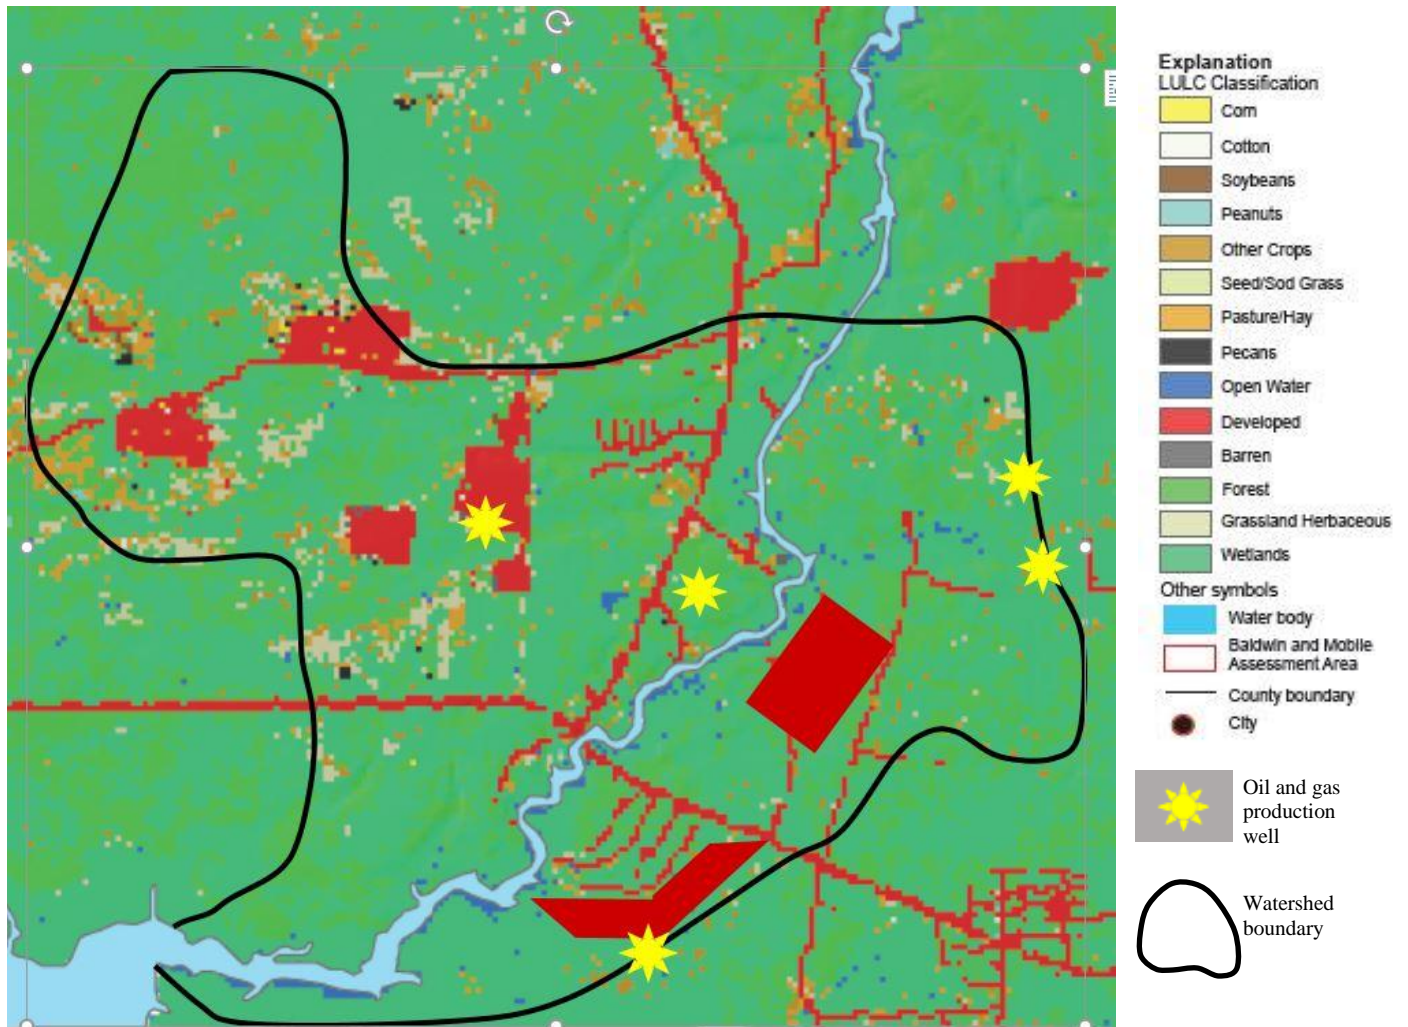 Explanation
LULC Classification
Corn
Cotton
Soybeans
Peanuts
Other Crops
Seed/Sod Grass
Pasture/Hay
Pecans
Open Water
Developed
Barren
Forest
Grassland Herbaceous
Wetlands
Other symbols
Water body
Baldwin and Mobile
Assessment Area
County boundary
City
Oil and gas
production
well
Watershed
boundary